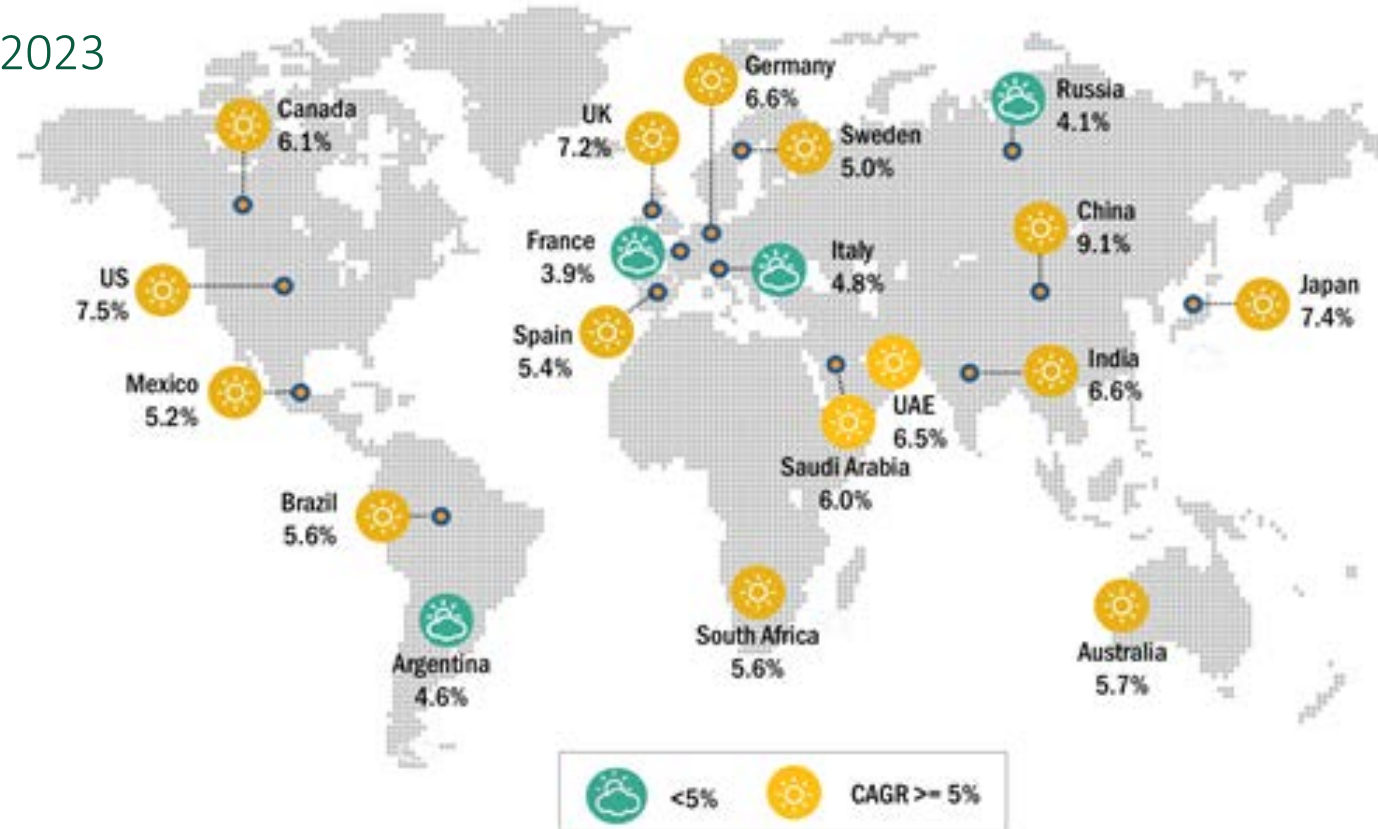 2023
Germany
6.6%
Canada
6.1%
UK
7.2%
Russia
4.1%
Sweden
5.0%
China
9.1%
France
3.9%
Italy
4.8%
US
7.5%
Japan
7.4%
Spain
5.4%
India
6.6%
Mexico
5.2%
UAE
6.5%
Saudi Arabia
6.0%
Brazil
5.6%
South Africa
5.6%
Australia
5.7%
Argentina
4.6%
<5%
CAGR >= 5%